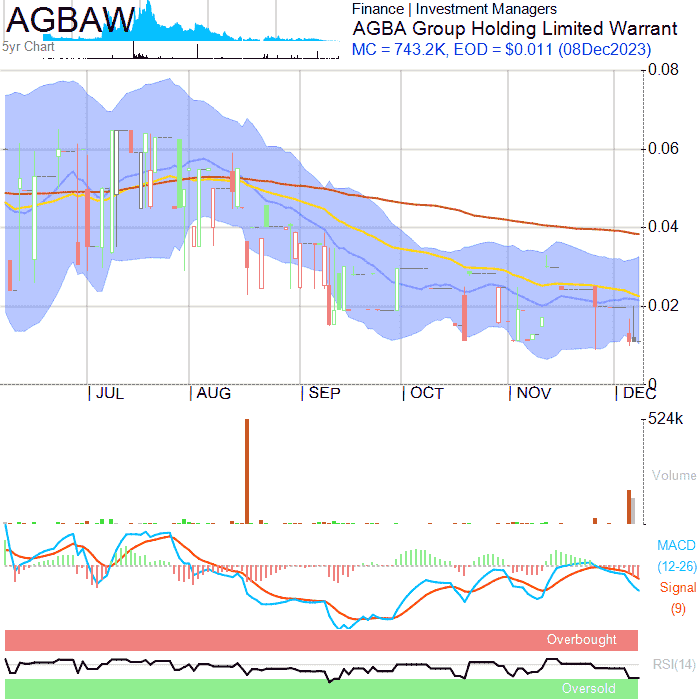 AGBAW
5yr Chart
Finance | Investment Managers
AGBA Group Holding Limited Warrant
MC = 743.2K, EOD = $0.011 (08Dec2023)
0.08
0.06
0.04
0.02
0
JUL AUG SEP OCT NOV DEC
524k
Volume
MACD
(12-26)
Signal
(9)
Overbought
RSI(14)
Oversold